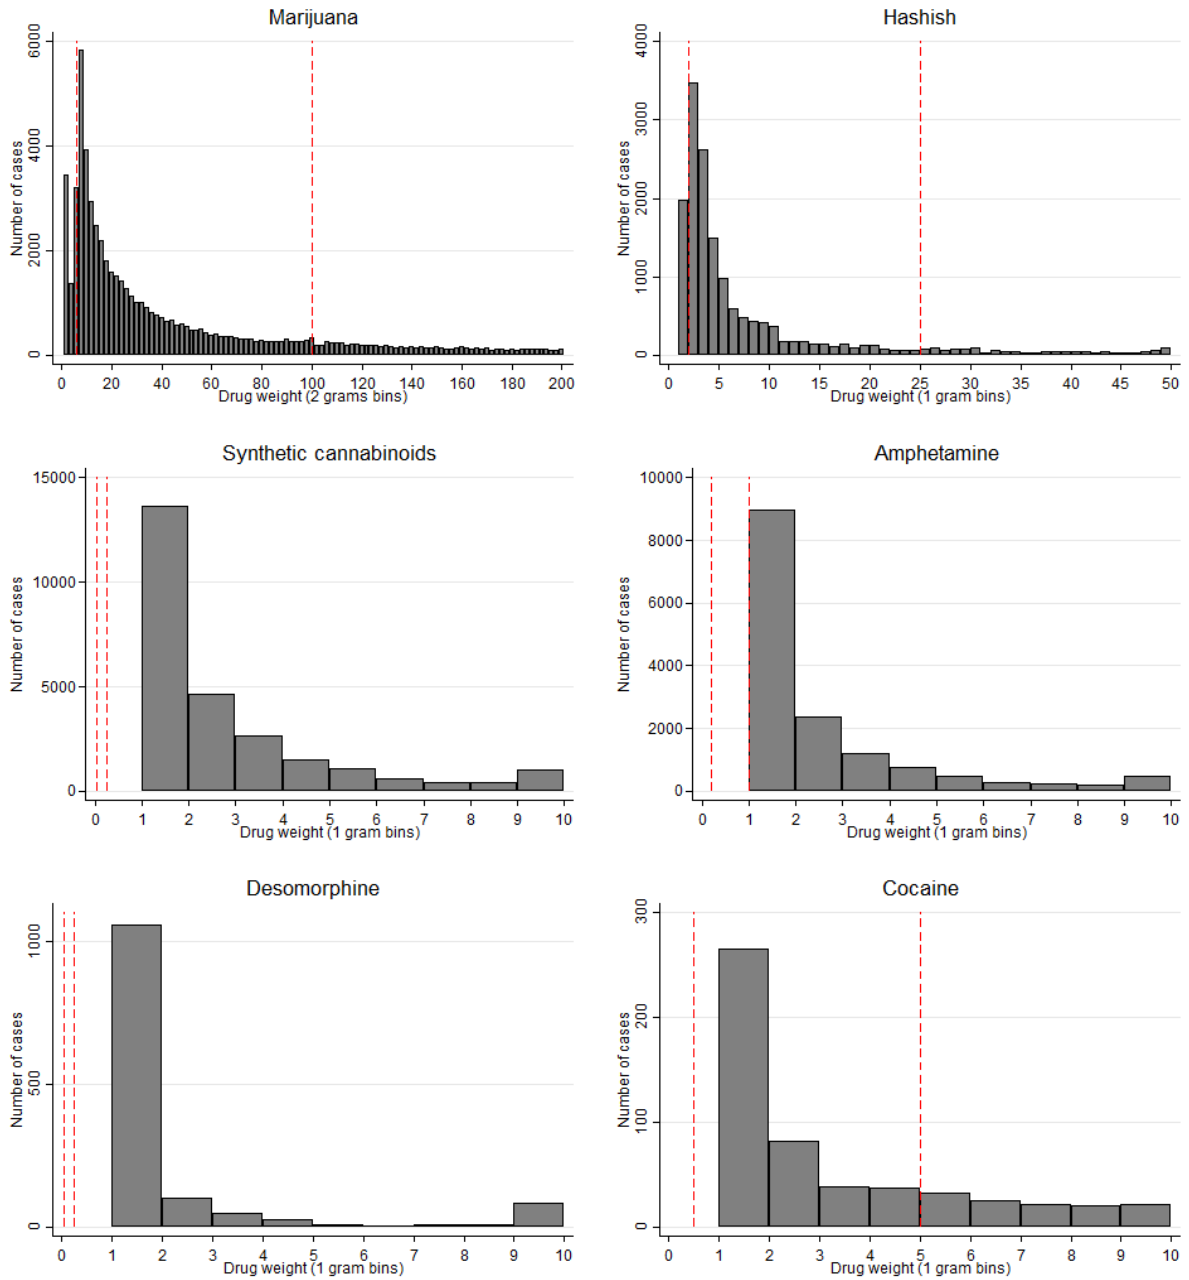 Marijuana
Number of cases
6000
4000
2000
0
0 20 40 60 80 100 120 140 160 180 200
Drug weight (2 grams bins)
Hashish
Number of cases
4000
3000
2000
1000
0
0 5 10 15 20 25 30 35 40 45 50
Drug weight (1 gram bins)
Synthetic cannabinoids
Number of cases
15000
10000
5000
0
0 1 2 3 4 5 6 7 8 9 10
Drug weight (1 gram bins)
Amphetamine
Number of cases
10000
8000
6000
4000
2000
0
0 1 2 3 4 5 6 7 8 9 10
Drug weight (1 gram bins)
Desomorphine
Number of cases
1000
500
0
0 1 2 3 4 5 6 7 8 9 10
Drug weight (1 gram bins)
Cocaine
Number of cases
300
200
100
0
0 1 2 3 4 5 6 7 8 9 10
Drug weight (1 gram bins)